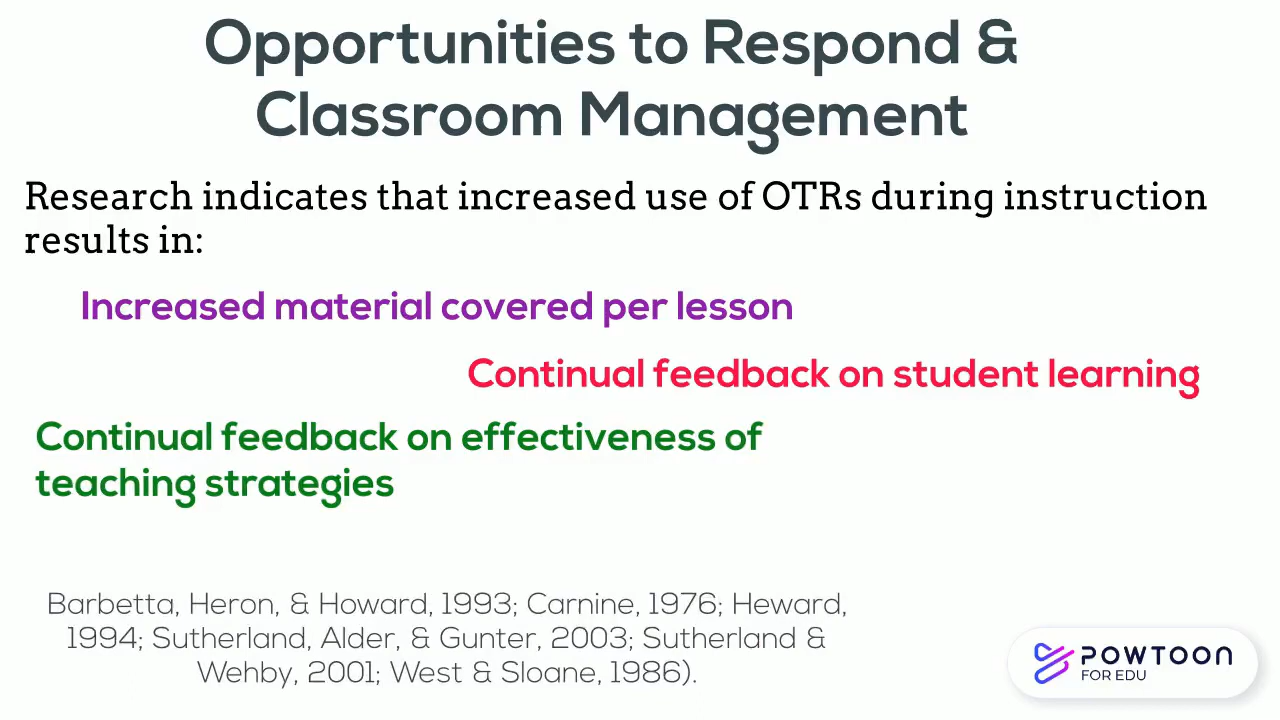 Opportunities to Respond &
Classroom Management
Research indicates that increased use of OTRs during instruction
results in:
Increased material covered per lesson
Continual feedback on student learning
Continual feedback on effectiveness of
teaching strategies
Barbetta, Heron, & Howard, 1993; Carnine, 1976; Heward,
1994; Sutherland, Alder, & Gunter, 2003; Sutherland &
Wehby, 2001; West & Sloane, 1986).
POWTOON
FOR EDU